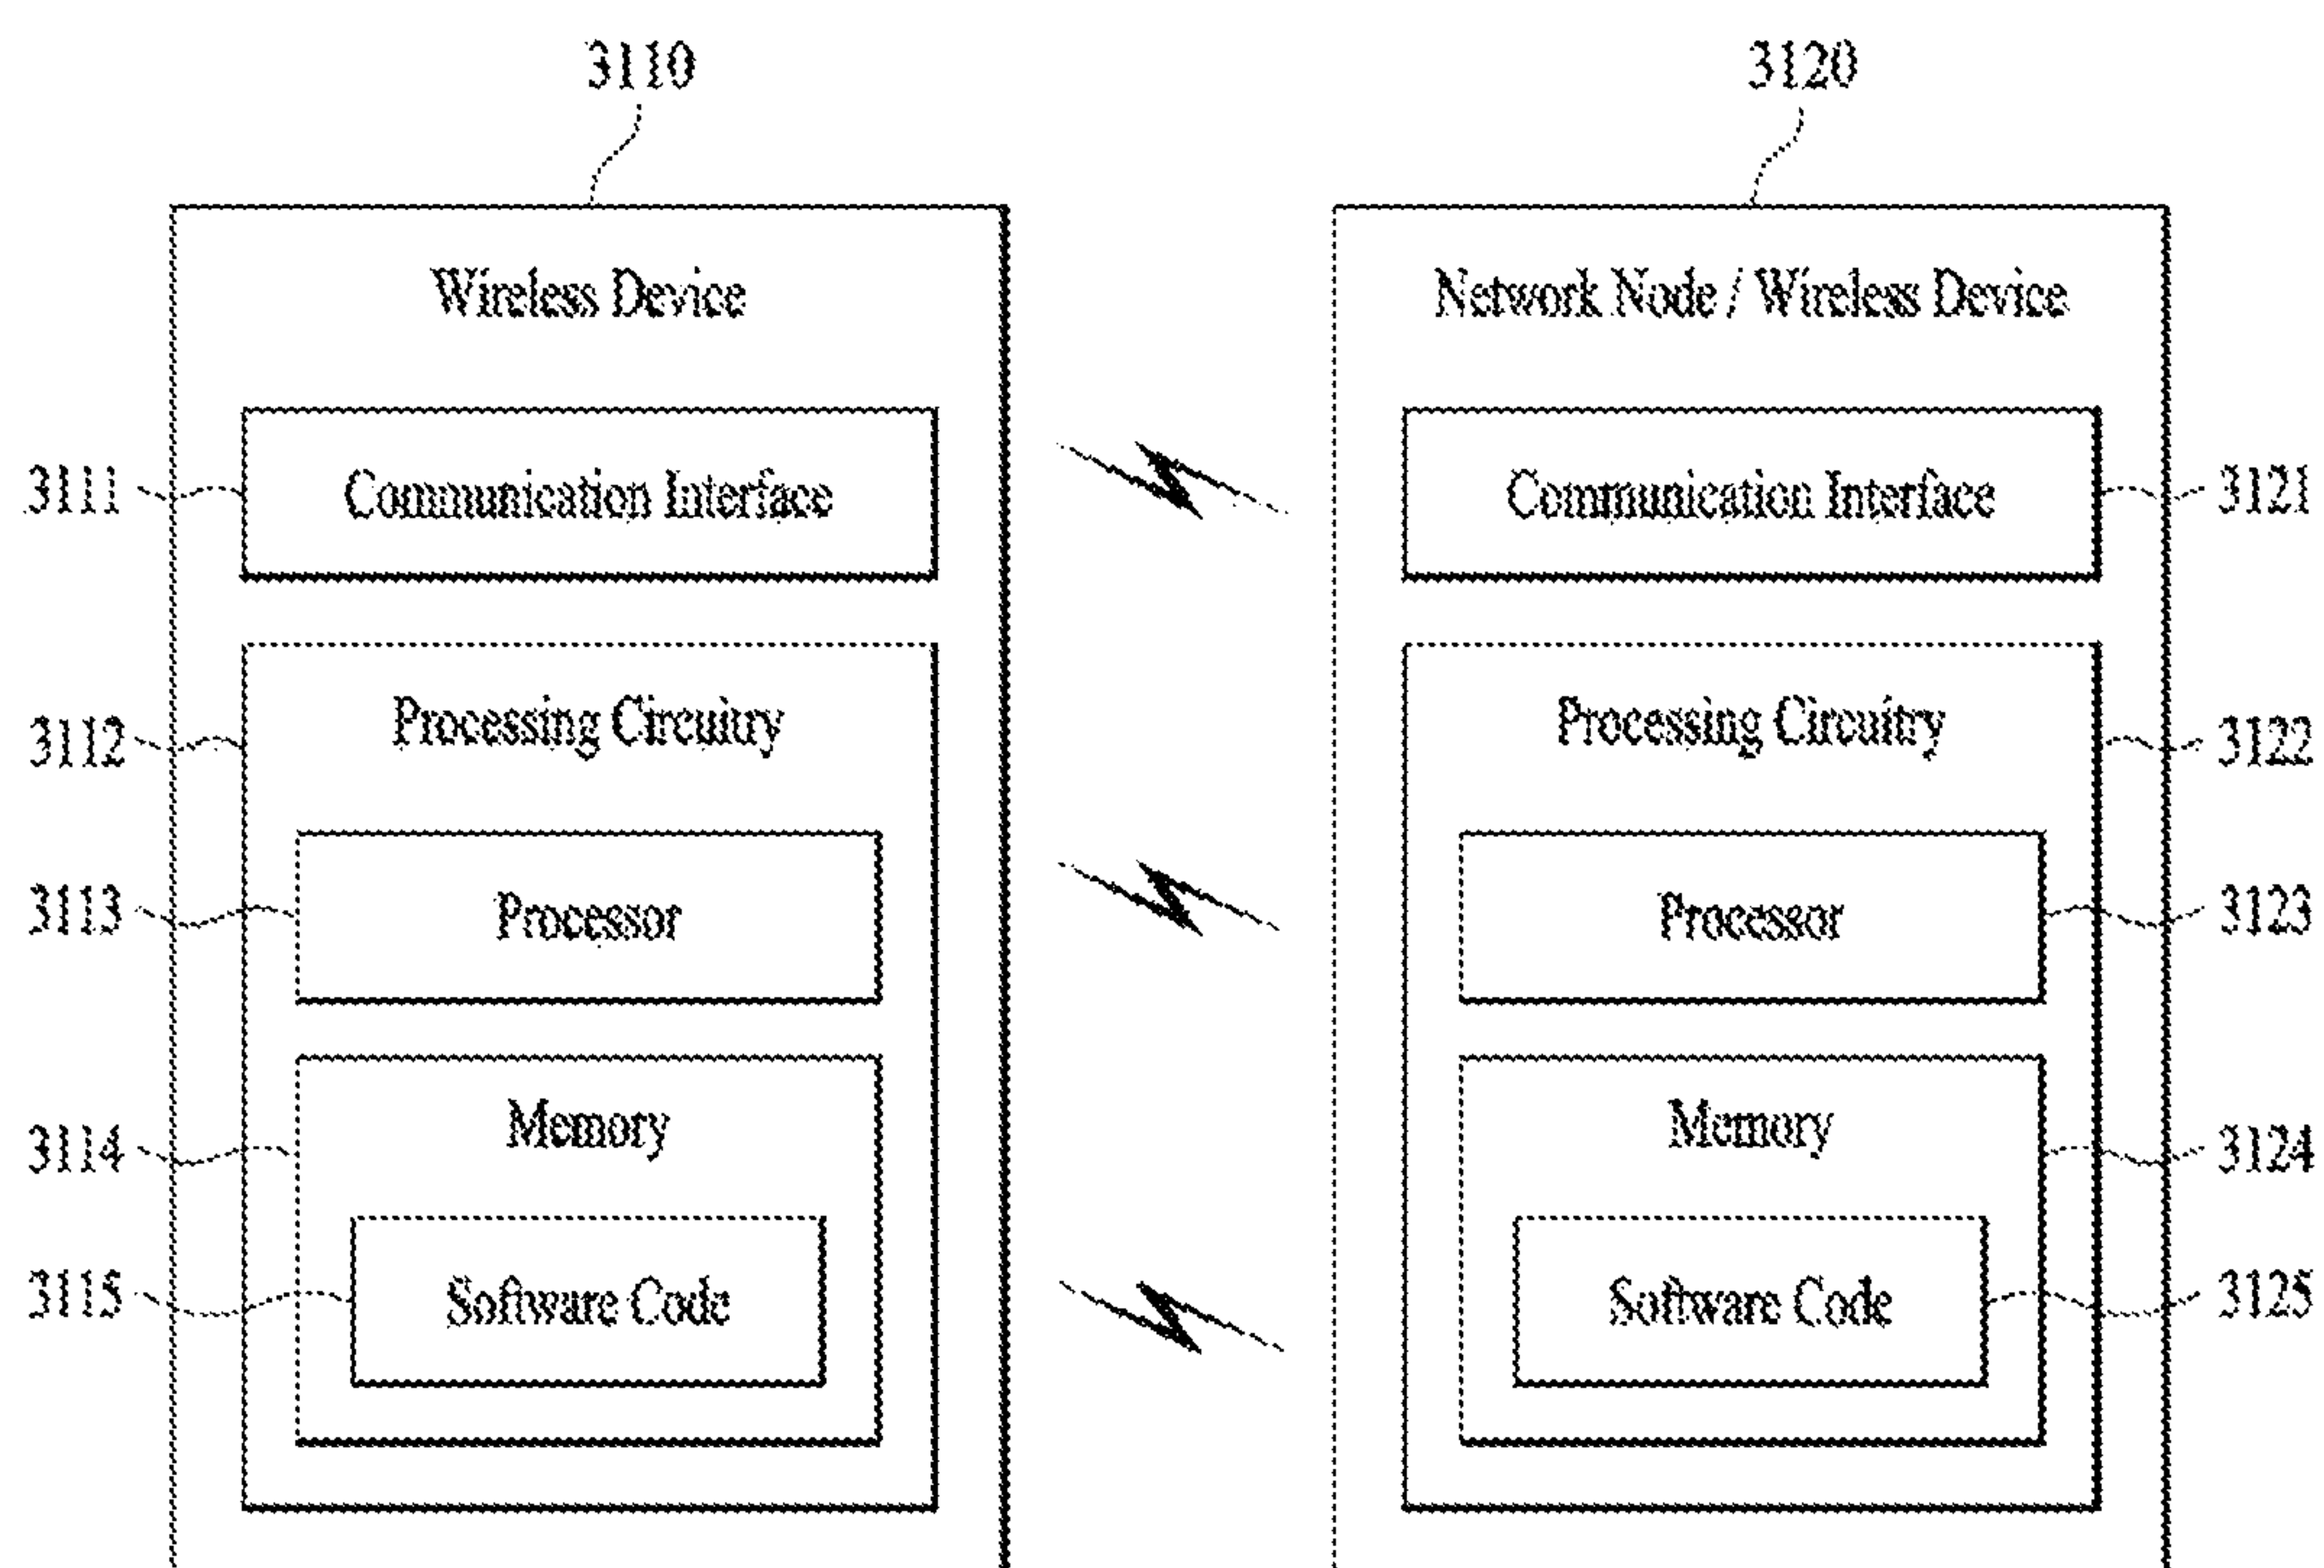 3110
3120
Wireless Device
Network Node / Wireless Device
3111
Communication Interface
Communication Interface
3121
3112
Processing Circuitry
Processing Circuitry
3122
3113
Processor
Processor
3123
3114
Memory
Memory
3124
3115
Software Code
Software Code
3125